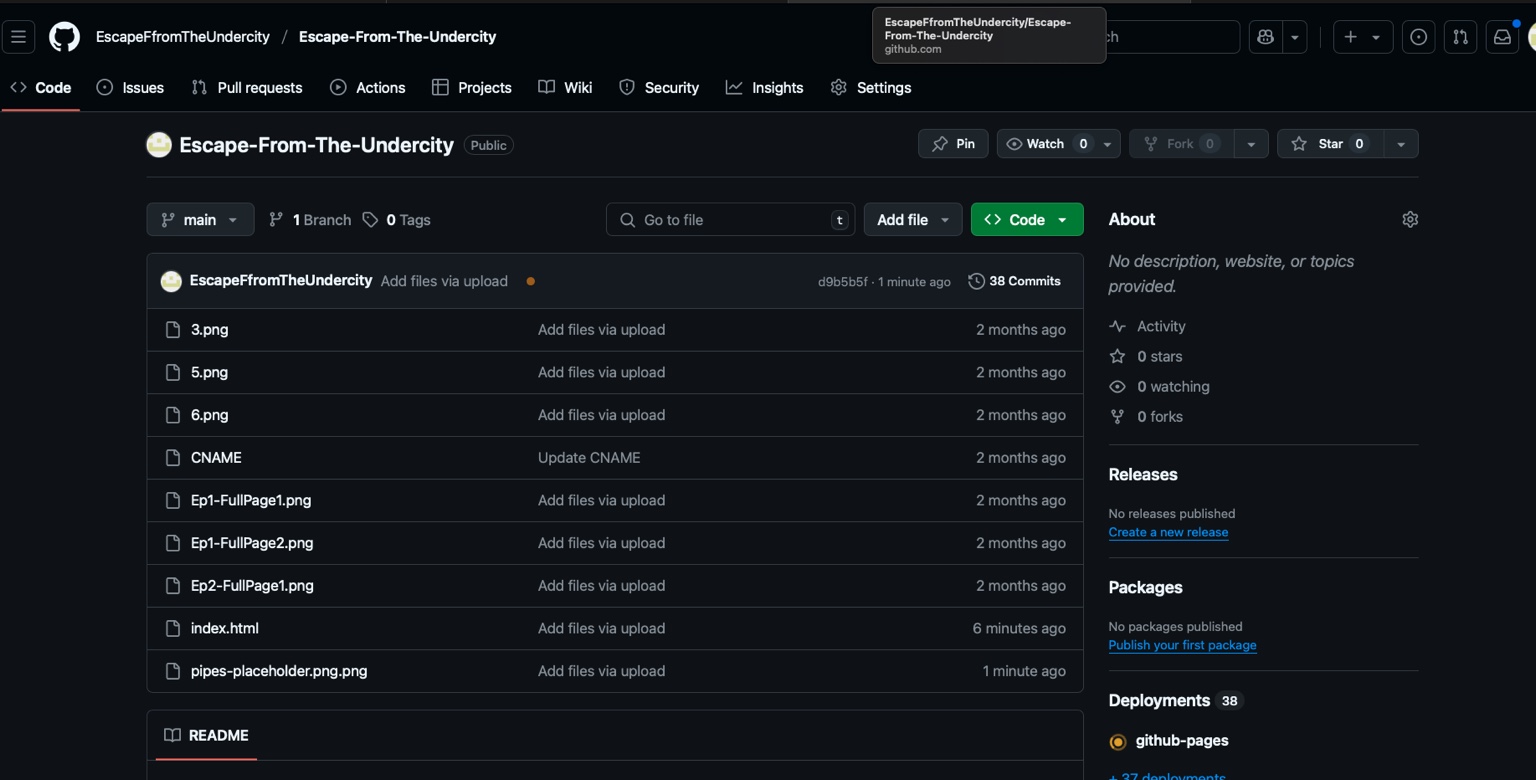 EscapeFfromTheUndercity / Escape-From-The-Undercity
EscapeFfromTheUndercity/Escape-
From-The-Undercity
github.com
Code Issues Pull requests Actions Projects Wiki Security Insights Settings
Escape-From-The-Undercity Public
Pin Watch 0 Fork 0 Star 0
main 1 Branch 0 Tags Go to file t Add file Code
EscapeFfromTheUndercity Add files via upload d9b5b5f · 1 minute ago 38 Commits
3.png Add files via upload 2 months ago
5.png Add files via upload 2 months ago
6.png Add files via upload 2 months ago
CNAME Update CNAME 2 months ago
Ep1-FullPage1.png Add files via upload 2 months ago
Ep1-FullPage2.png Add files via upload 2 months ago
Ep2-FullPage1.png Add files via upload 2 months ago
index.html Add files via upload 6 minutes ago
pipes-placeholder.png.png Add files via upload 1 minute ago
README
About
No description, website, or topics
provided.
Activity
0 stars
0 watching
0 forks
Releases
No releases published
Create a new release
Packages
No packages published
Publish your first package
Deployments 38
github-pages
+ 37 deployments